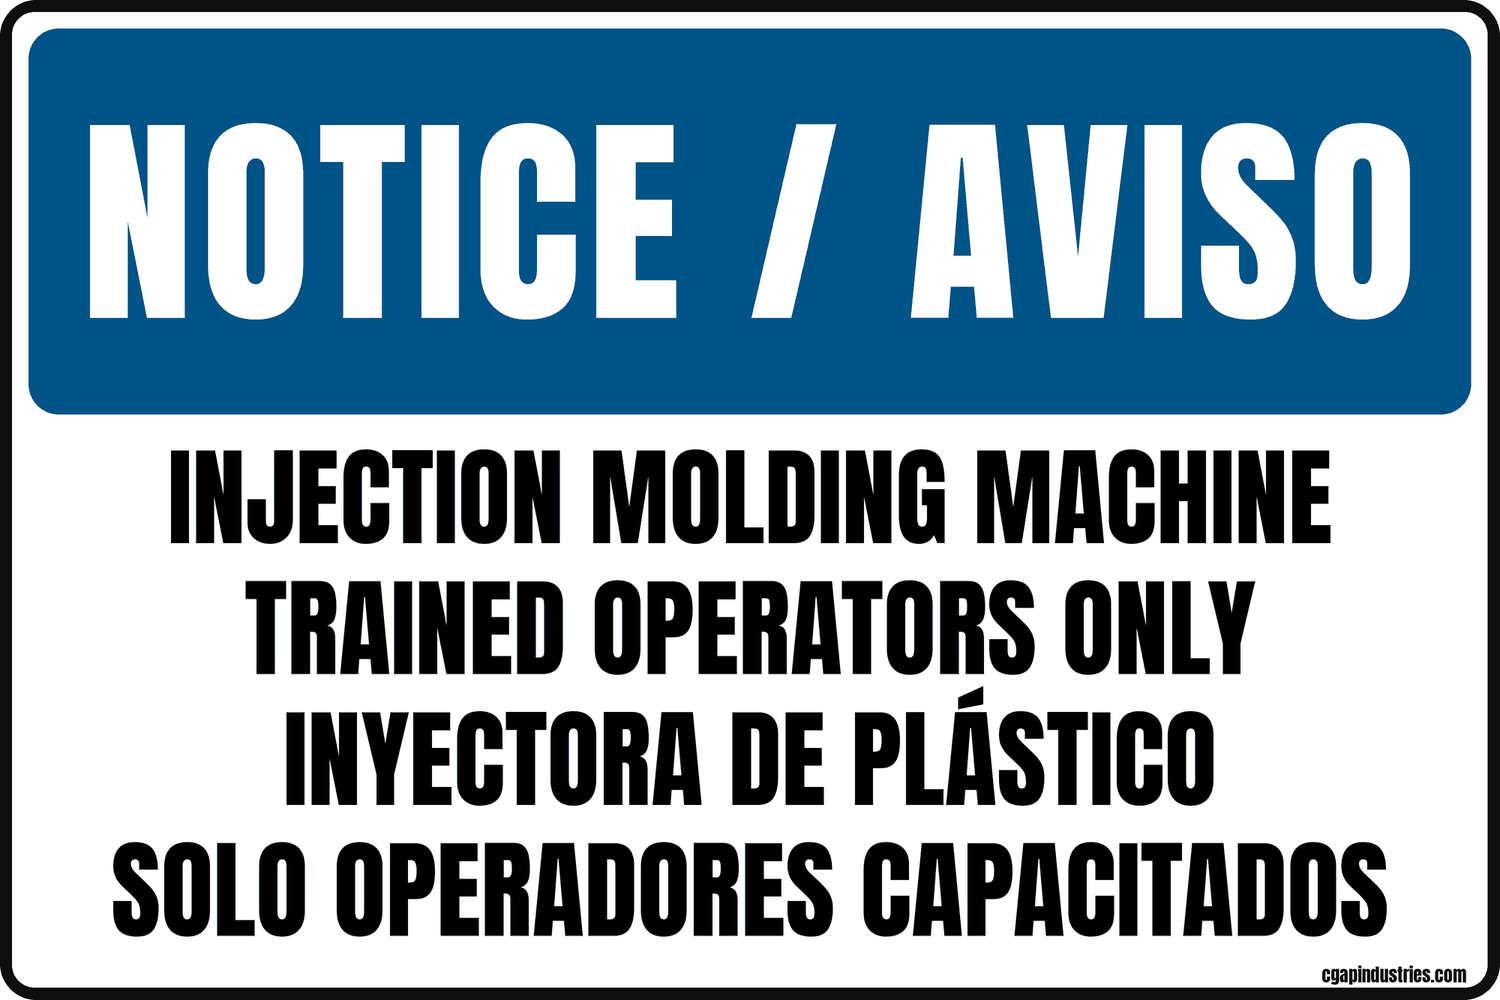 NOTICE / AVISO
INJECTION MOLDING MACHINE
TRAINED OPERATORS ONLY
INYECTORA DE PLÁSTICO
SOLO OPERADORES CAPACITADOS
cgapindustries.com